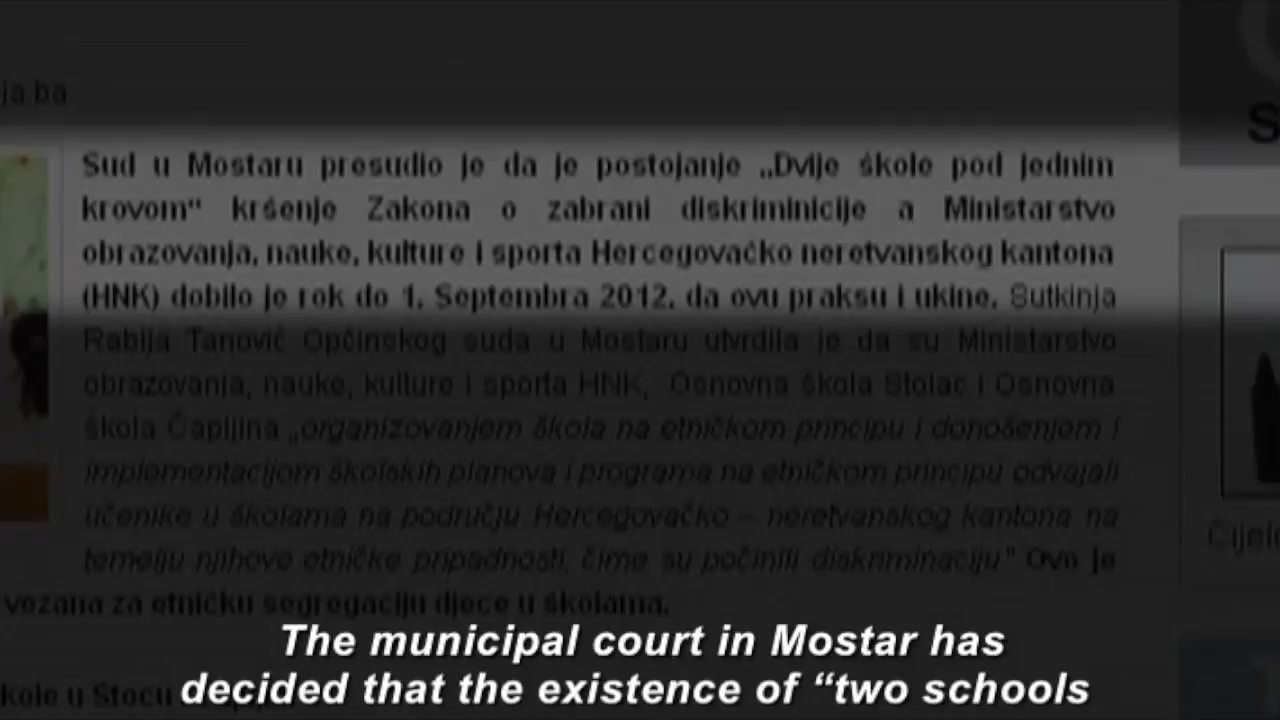 ja.ba
S
Sud u Mostaru presudio je da je postojanje „Dvije škole pod jednim
krovom“ kršenje Zakona o zabrani diskriminicije a Ministarstvo
obrazovanja, nauke, kulture i sporta Hercegovačko neretvanskog kantona
(HNK) dobilo je rok do 1. Septembra 2012. da ovu praksu i ukine. Sutkinja
Rabija Tanović Općinskog suda u Mostaru utvrdila je da su Ministarstvo
obrazovanja, nauke, kulture i sporta HNK, Osnovna škola Stolac i Osnovna
škola Čapljina „organizovanjem škola na etničkom principu i donošenjem i
implementacijom školskih planova i programa na etničkom principu odvajali
učenike u školama na području Hercegovačko – neretvanskog kantona na
temelju njihove etničke pripadnosti, čime su počinili diskriminaciju" Ovo je
vezana za etničku segregaciju djece u školama.
Cijeln
The municipal court in Mostar has
decided that the existence of “two schools
kole u Stocu